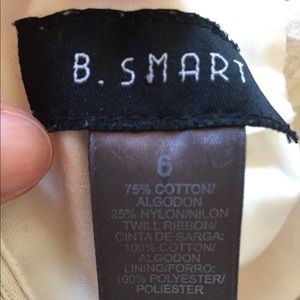 B. SMART
6
75% COTTON/
ALGODON
25% NYLON/NILON
TWILL RIBBON/
CINTA DE SARGA:
100% COTTON/
ALGODON
LINING/FORRO:
100% POLYESTER/
POLIESTER